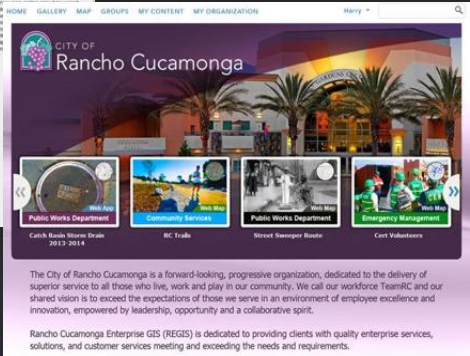 HOME GALLERY MAP GROUPS MY CONTENT MY ORGANIZATION Harry
CITY OF
Rancho Cucamonga
Web App
Web Map
Web Map
Web Map
Public Works Department
Community Services
Public Works Department
Emergency Management
Catch Basin Storm Drain
2013-2014
RC Trails
Street Sweeper Route
Cert Volunteers
The City of Rancho Cucamonga is a forward-looking, progressive organization, dedicated to the delivery of
superior service to all those who live, work and play in our community. We call our workforce TeamRC and our
shared vision is to exceed the expectations of those we serve in an environment of employee excellence and
innovation, empowered by leadership, opportunity and a collaborative spirit.
Rancho Cucamonga Enterprise GIS (REGIS) is dedicated to providing clients with quality enterprise services,
solutions, and customer services meeting and exceeding the needs and requirements.